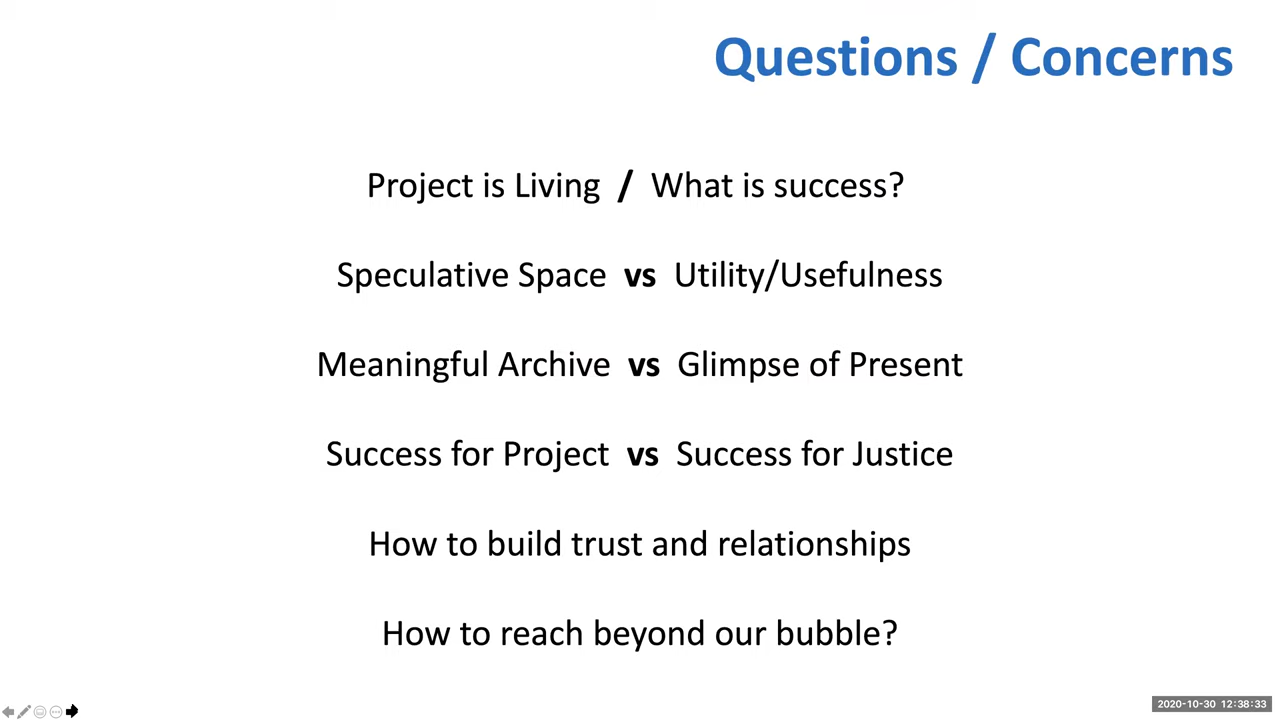 Questions / Concerns
Project is Living / What is success?
Speculative Space vs Utility/Usefulness
Meaningful Archive vs Glimpse of Present
Success for Project vs Success for Justice
How to build trust and relationships
How to reach beyond our bubble?
2020-10-30 12:38:33